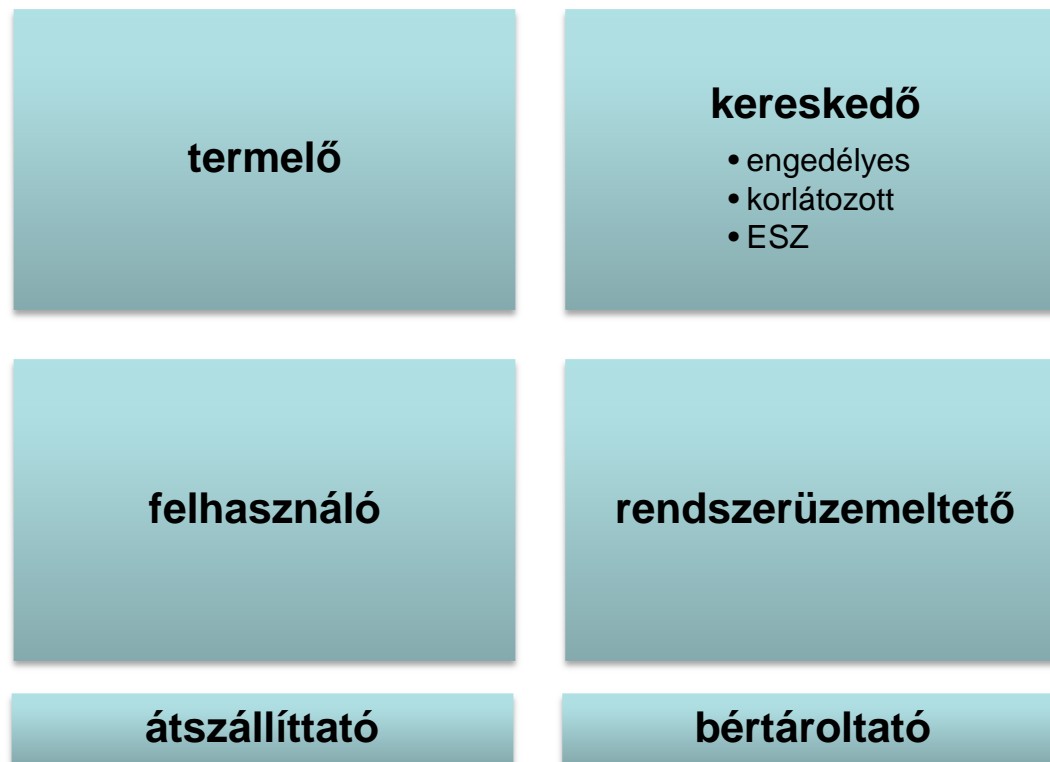 termelő
kereskedő
• engedélyes
• korlátozott
• ESZ
felhasználó
rendszerüzemeltető
átszállíttató
bértároltató